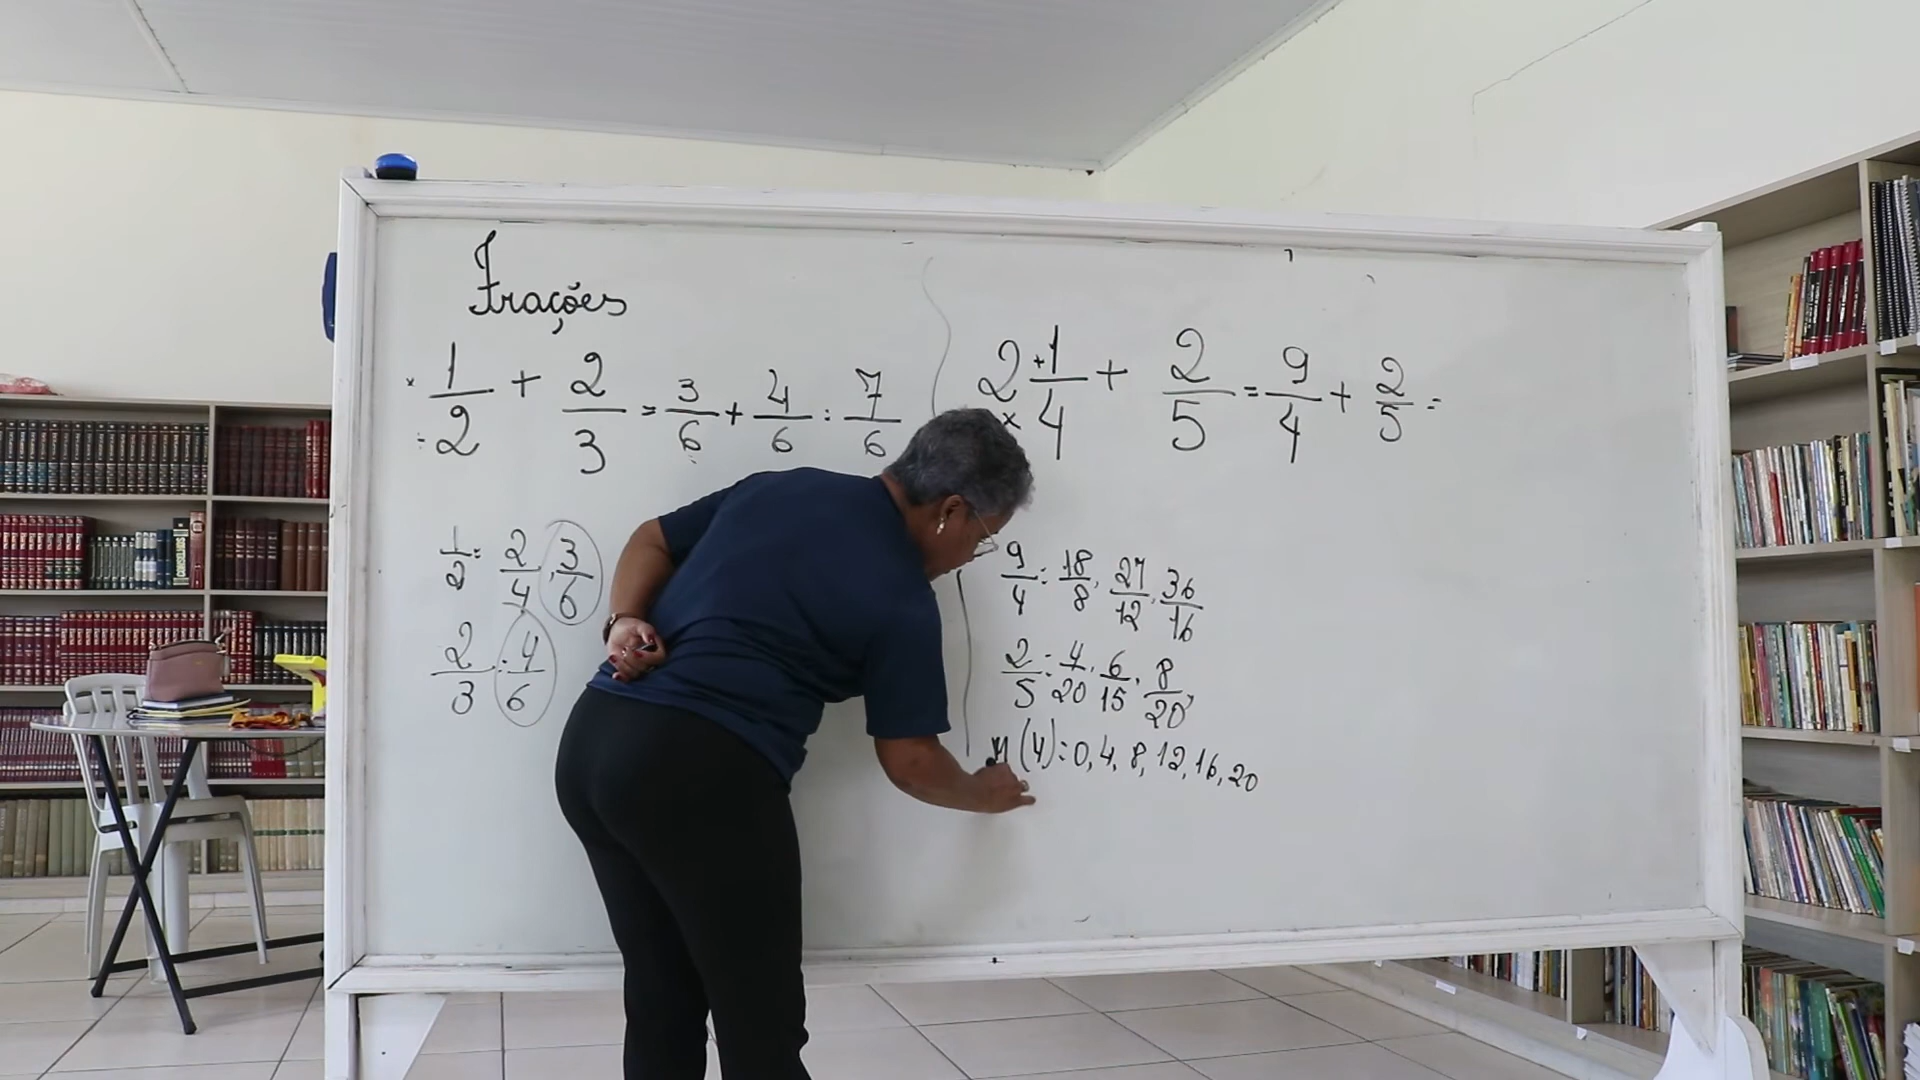 Frações
1/2 + 2/3 = 3/6 + 4/6 = 7/6
1/2 = 2/4, 3/6
2/3 = 4/6
2 1/4 + 2/5 = 9/4 + 2/5 =
9/4 = 18/8, 27/12, 36/16
2/5 = 4/20, 6/15, 8/20,
M(4) = 0, 4, 8, 12, 16, 20